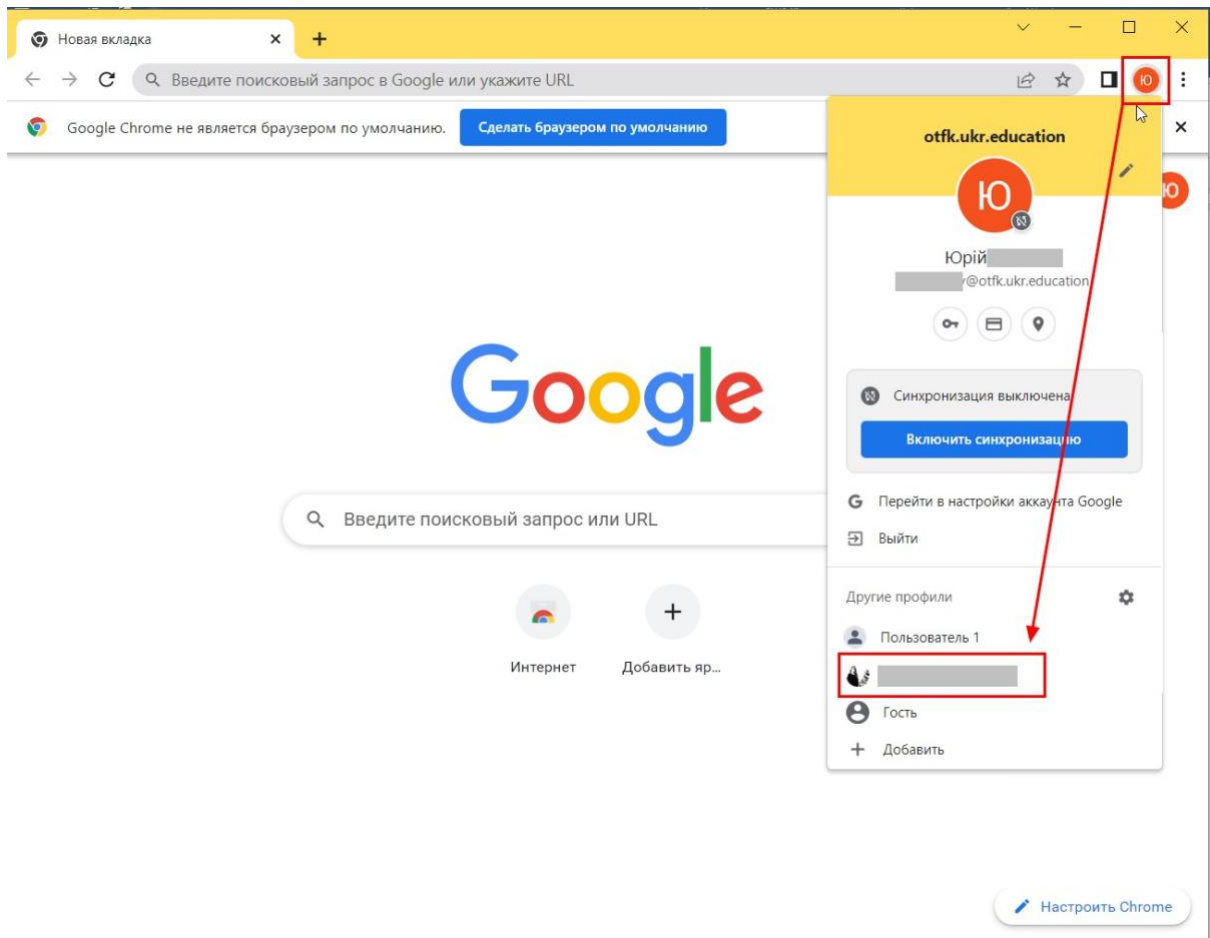 Новая вкладка
Введите поисковый запрос в Google или укажите URL
Ю
Google Chrome не является браузером по умолчанию.
Сделать браузером по умолчанию
otfk.ukr.education
Ю
Ю
Юрій
@otfk.ukr.education
Синхронизация выключена
Включить синхронизацию
Google
G Перейти в настройки аккаунта Google
Введите поисковый запрос или URL
Выйти
Другие профили
Пользователь 1
Интернет
Добавить яр...
Гость
+ Добавить
Настроить Chrome